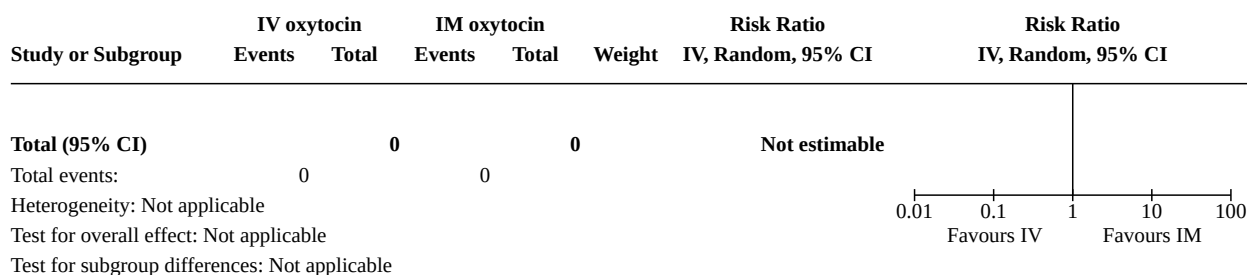 IV oxytocin IM oxytocin Risk Ratio Risk Ratio
Study or Subgroup Events Total Events Total Weight IV, Random, 95% CI IV, Random, 95% CI
Total (95% CI) 0 0 Not estimable
Total events: 0 0
Heterogeneity: Not applicable
0.01 0.1 1 10 100
Test for overall effect: Not applicable Favours IV Favours IM
Test for subgroup differences: Not applicable